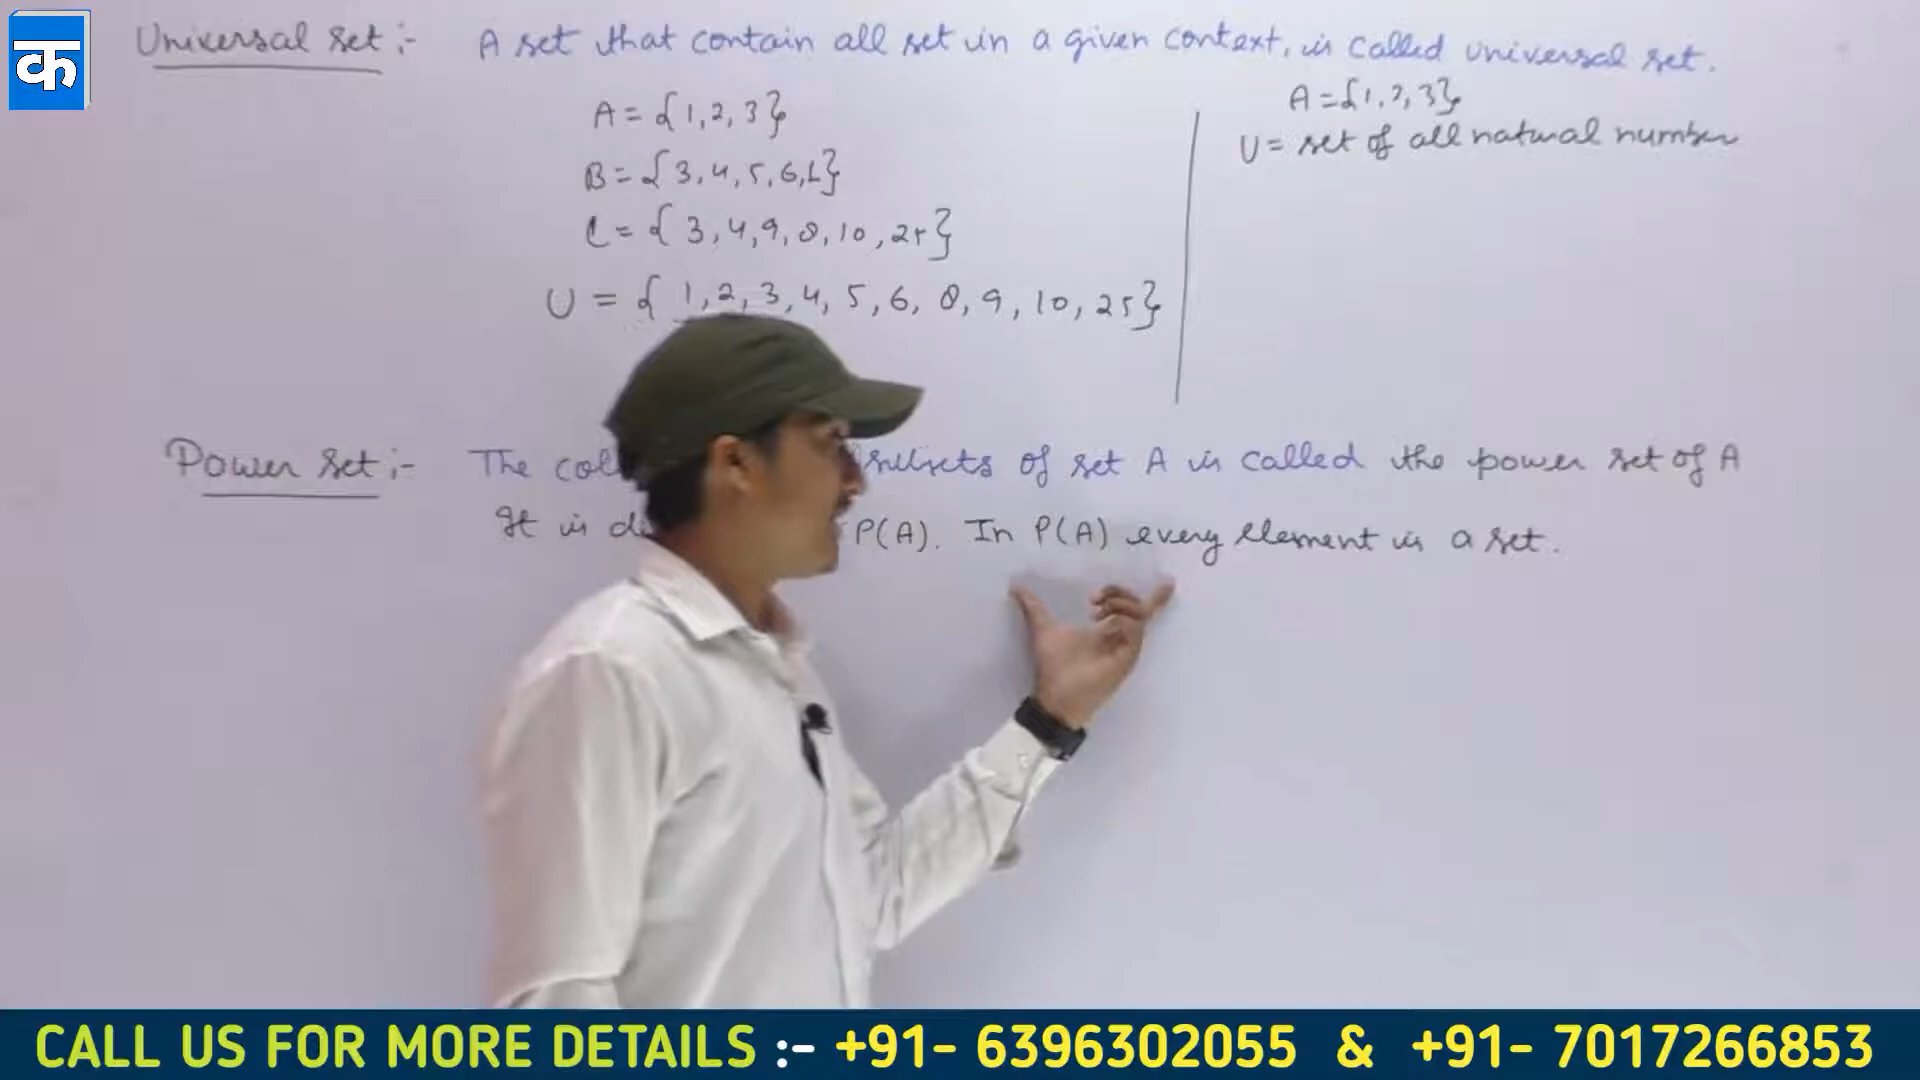 क
Universal set :- A set that contain all set in a given context, is called universal set.
A = {1, 2, 3}
B = {3, 4, 5, 6, 1}
C = {3, 4, 9, 8, 10, 25}
U = {1, 2, 3, 4, 5, 6, 8, 9, 10, 25}
A = {1, 2, 3}
U = set of all natural number
Power set :- The subsets of set A is called the power set of A
It is P(A). In P(A) every element is a set.
CALL US FOR MORE DETAILS :- +91- 6396302055 & +91- 7017266853